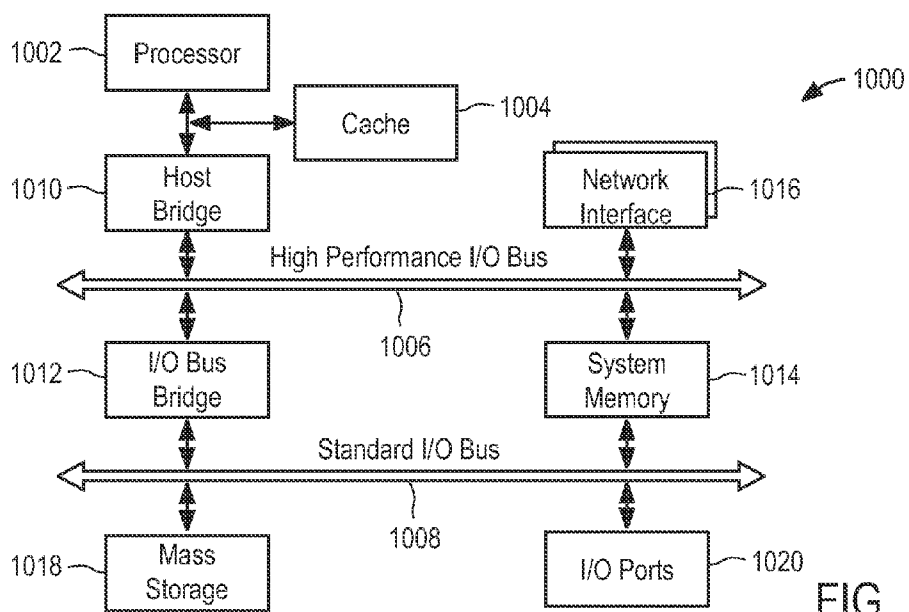 1002
Processor
Cache
1004
1000
1010
Host
Bridge
Network
Interface
1016
High Performance I/O Bus
1006
1012
I/O Bus
Bridge
System
Memory
1014
Standard I/O Bus
1008
1018
Mass
Storage
I/O Ports
1020
FIG